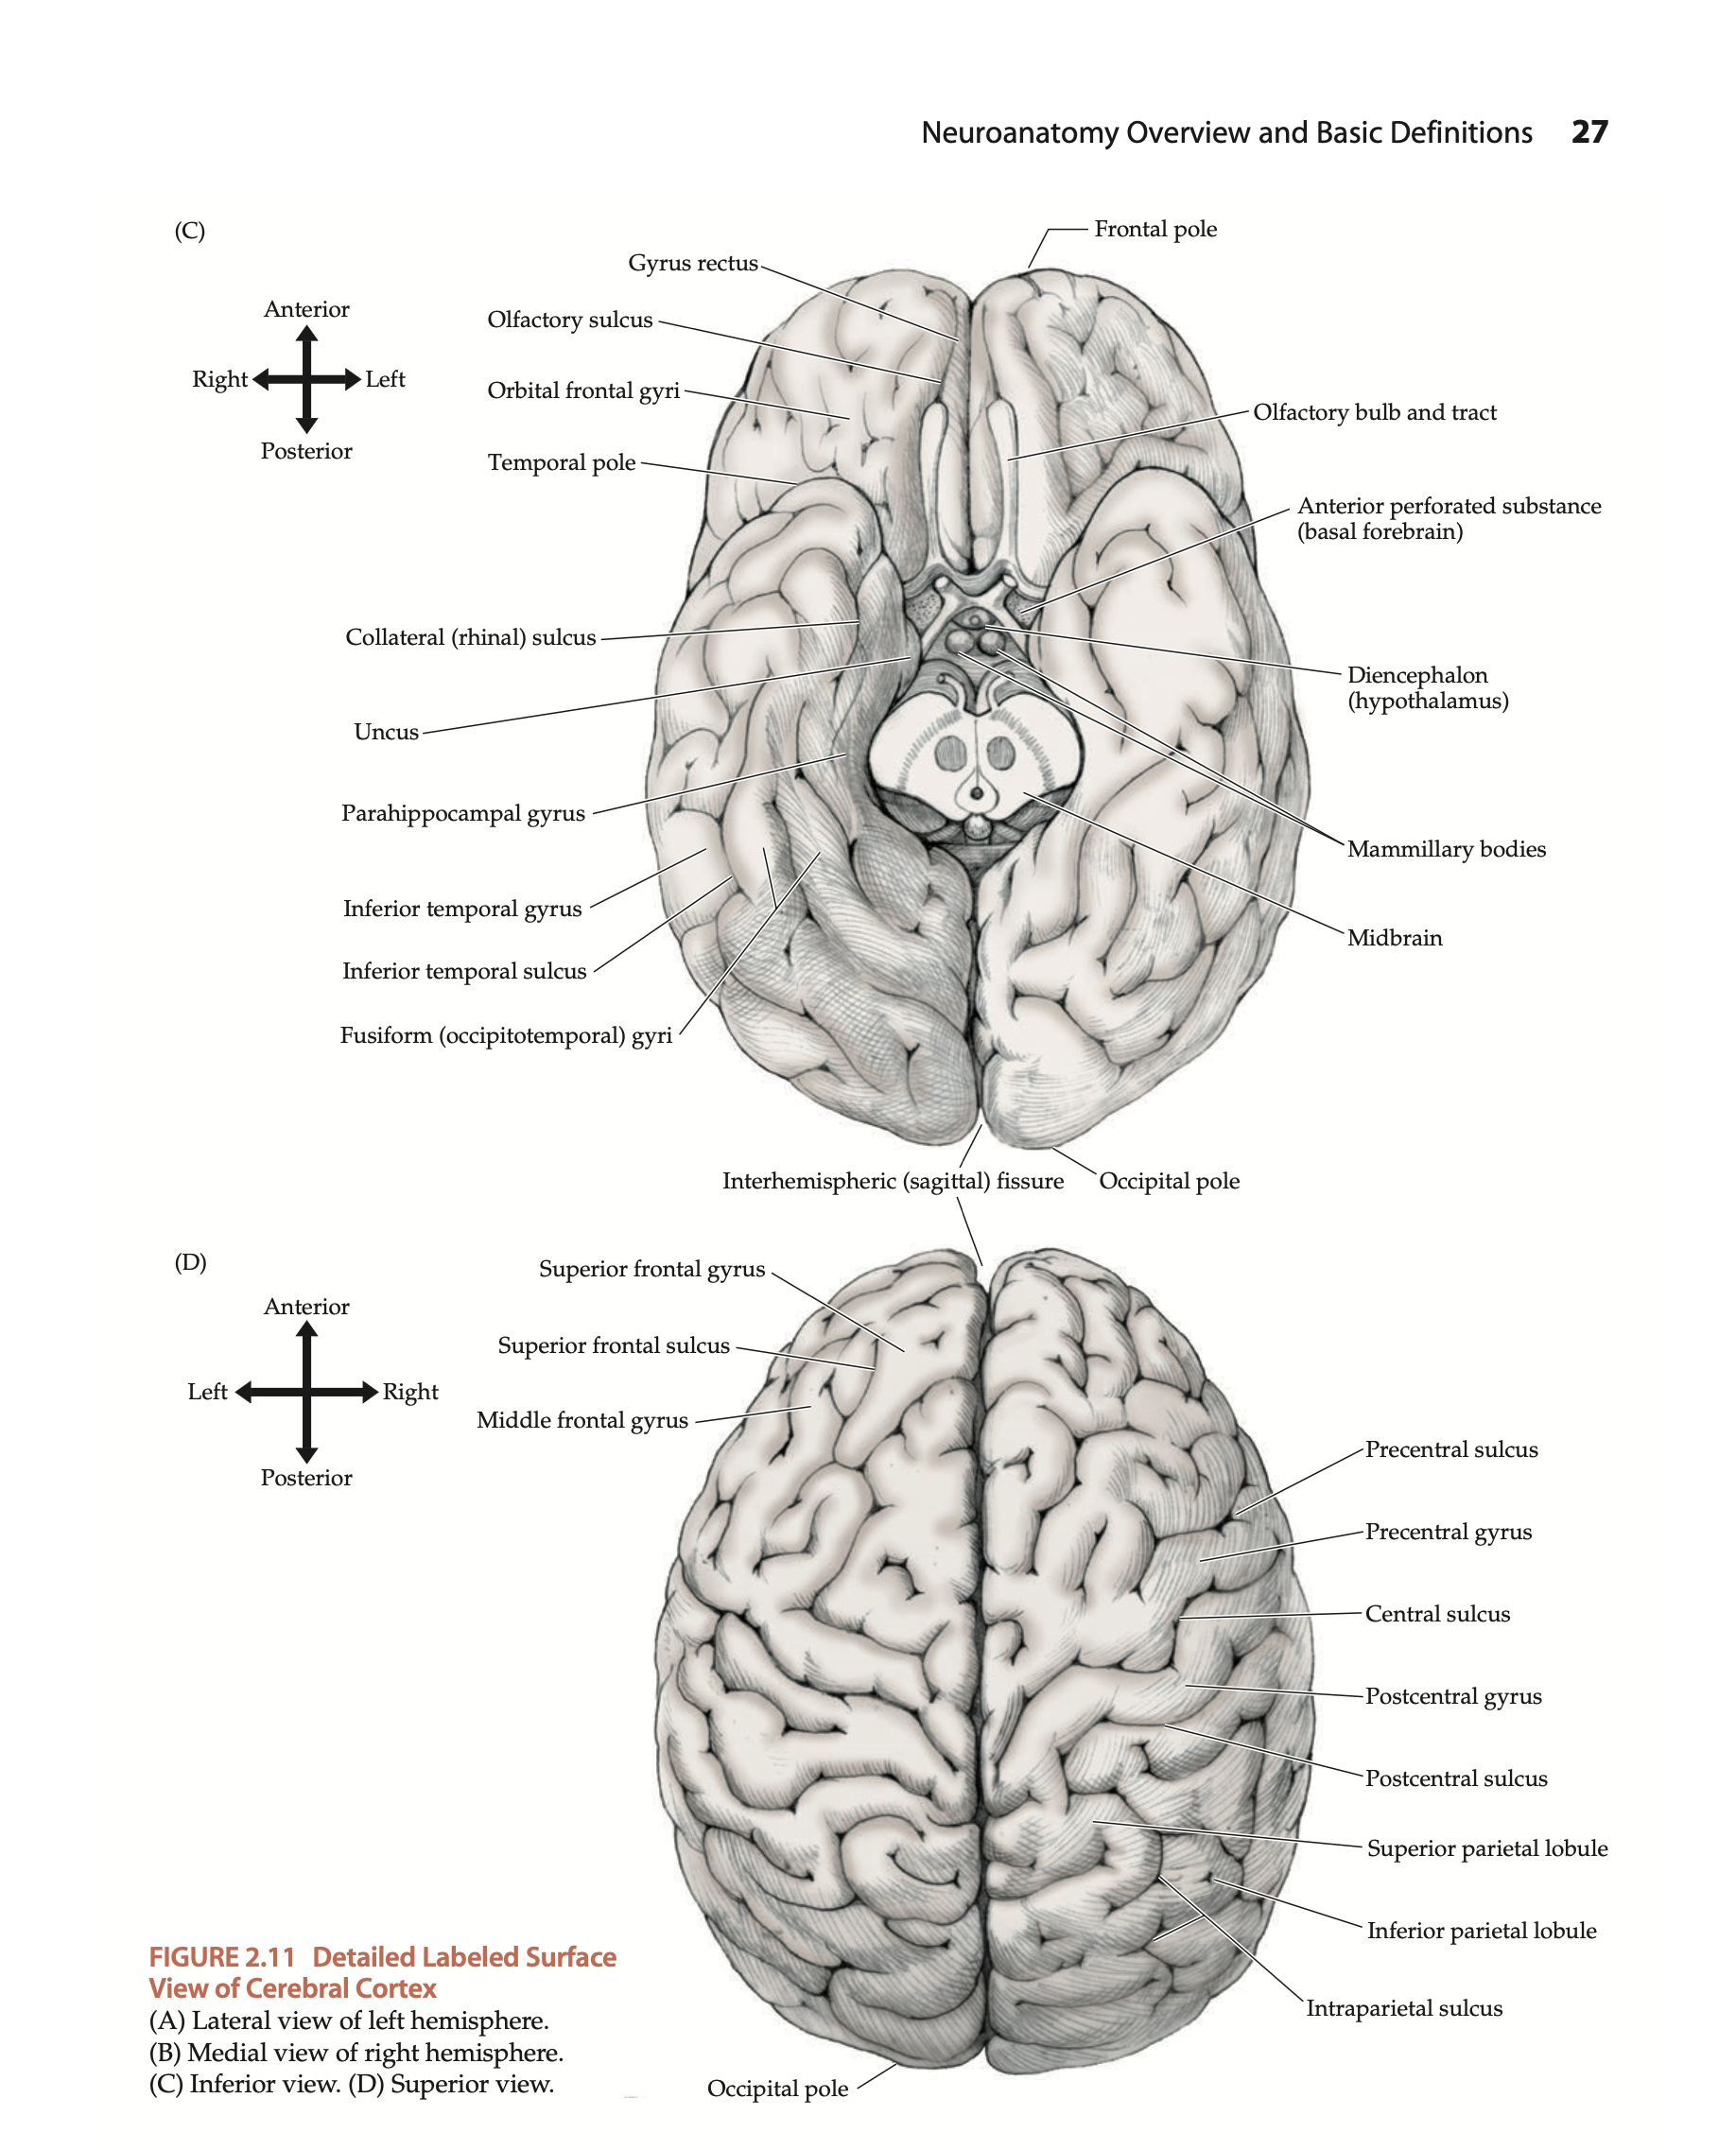 Neuroanatomy Overview and Basic Definitions 27
(C)
Frontal pole
Gyrus rectus
Anterior
Olfactory sulcus
Right
Left
Orbital frontal gyri
Olfactory bulb and tract
Posterior
Temporal pole
Anterior perforated substance
(basal forebrain)
Collateral (rhinal) sulcus
Diencephalon
(hypothalamus)
Uncus
Parahippocampal gyrus
Mammillary bodies
Inferior temporal gyrus
Midbrain
Inferior temporal sulcus
Fusiform (occipitotemporal) gyri
Interhemispheric (sagittal) fissure
Occipital pole
(D)
Superior frontal gyrus
Anterior
Superior frontal sulcus
Left
Right
Middle frontal gyrus
Posterior
Precentral sulcus
Precentral gyrus
Central sulcus
Postcentral gyrus
Postcentral sulcus
Superior parietal lobule
Inferior parietal lobule
Intraparietal sulcus
Occipital pole
FIGURE 2.11 Detailed Labeled Surface
View of Cerebral Cortex
(A) Lateral view of left hemisphere.
(B) Medial view of right hemisphere.
(C) Inferior view. (D) Superior view.